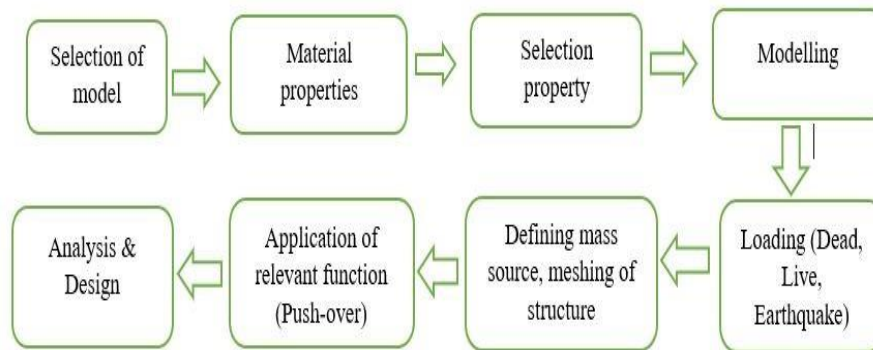 Selection of
model
Material
properties
Selection
property
Modelling
Loading (Dead,
Live,
Earthquake)
Defining mass
source, meshing of
structure
Application of
relevant function
(Push-over)
Analysis &
Design